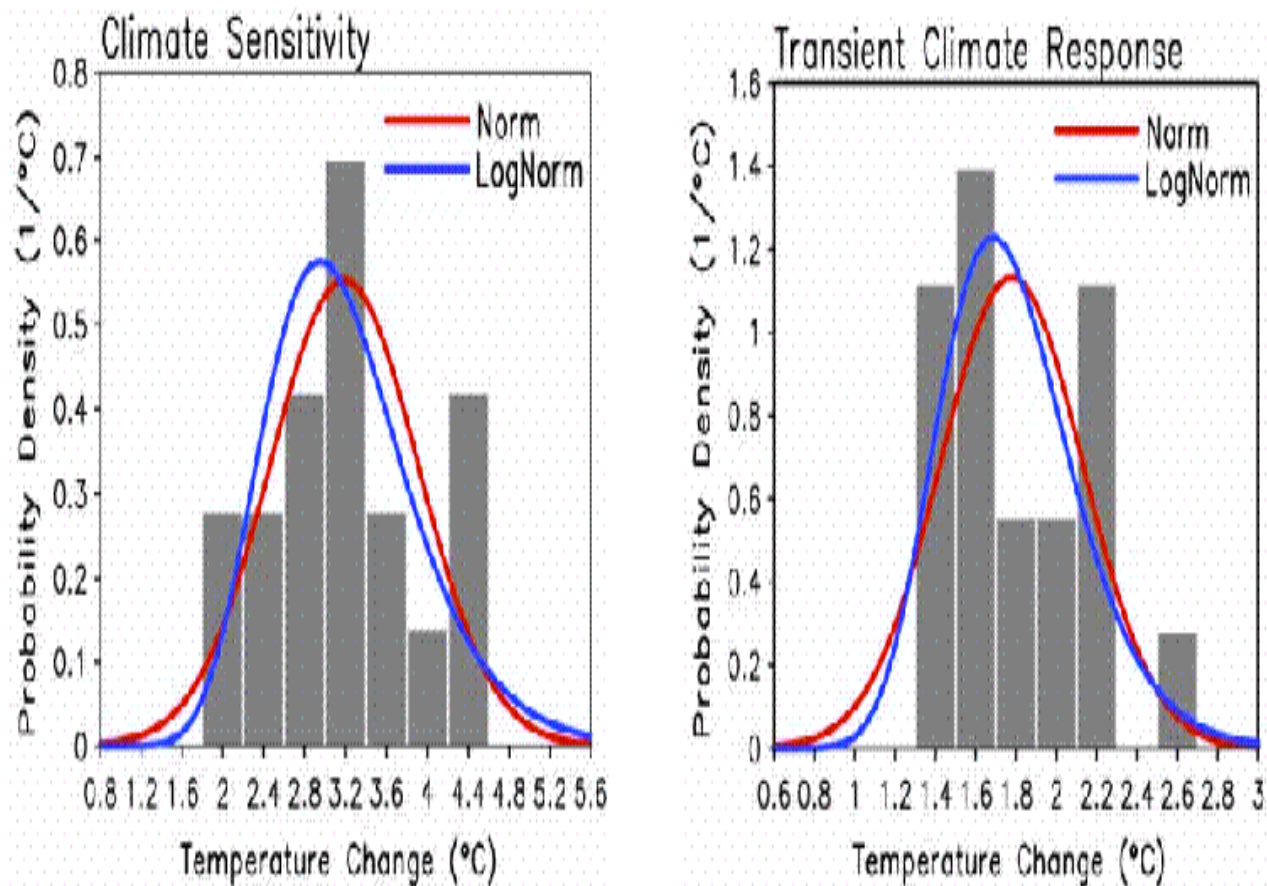 Climate Sensitivity
Probability Density (1/°C)
0.8
0.7
0.6
0.5
0.4
0.3
0.2
0.1
0
Norm
LogNorm
0.8 1.2 1.6 2 2.4 2.8 3.2 3.6 4 4.4 4.8 5.2 5.6
Temperature Change (°C)
Transient Climate Response
Probability Density (1/°C)
1.6
1.4
1.2
1
0.8
0.6
0.4
0.2
0
Norm
LogNorm
0.6 0.8 1 1.2 1.4 1.6 1.8 2 2.2 2.4 2.6 2.8 3
Temperature Change (°C)